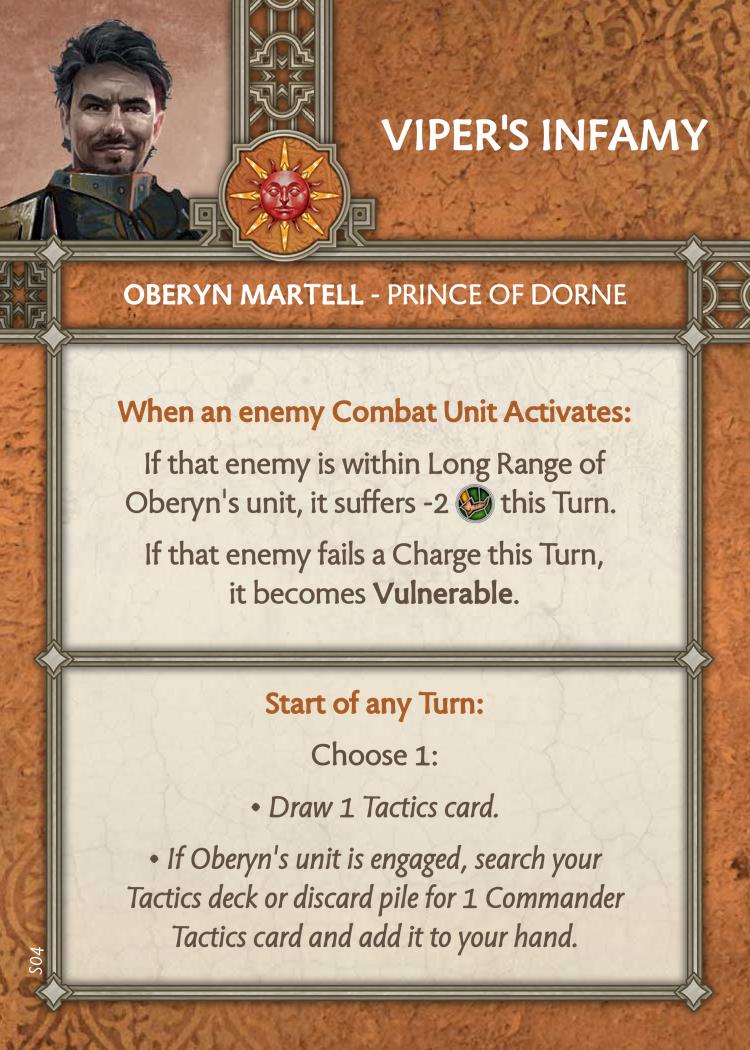 VIPER'S INFAMY
OBERYN MARTELL - PRINCE OF DORNE
When an enemy Combat Unit Activates:
If that enemy is within Long Range of
Oberyn's unit, it suffers -2 this Turn.
If that enemy fails a Charge this Turn,
it becomes Vulnerable.
Start of any Turn:
Choose 1:
• Draw 1 Tactics card.
• If Oberyn's unit is engaged, search your
Tactics deck or discard pile for 1 Commander
Tactics card and add it to your hand.
S04